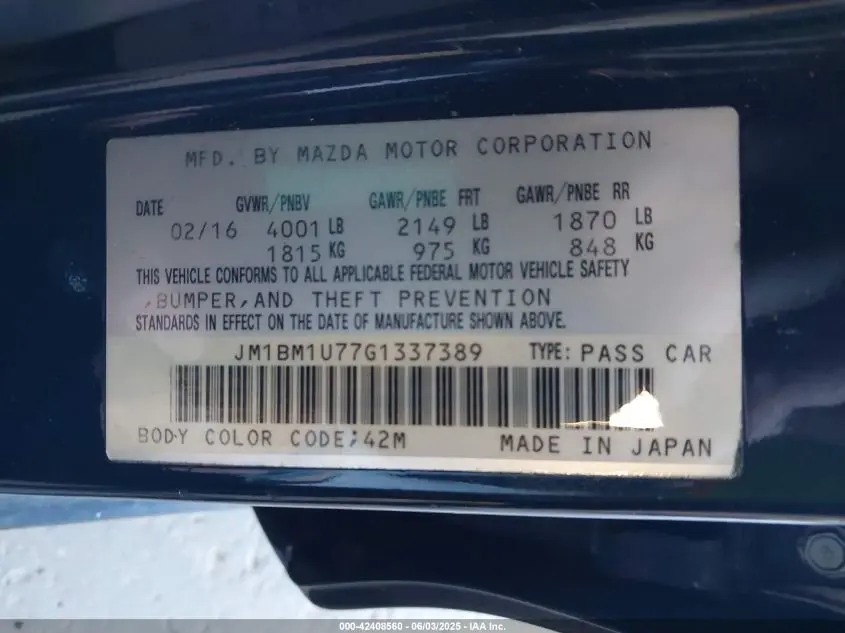 MFD. BY MAZDA MOTOR CORPORATION
DATE GVWR/PNBV GAWR/PNBE FRT GAWR/PNBE RR
02/16 4001 LB 2149 LB 1870 LB
1815 KG 975 KG 848 KG
THIS VEHICLE CONFORMS TO ALL APPLICABLE FEDERAL MOTOR VEHICLE SAFETY
,BUMPER,AND THEFT PREVENTION
STANDARDS IN EFFECT ON THE DATE OF MANUFACTURE SHOWN ABOVE.
JM1BM1U77G1337389 TYPE: PASS CAR
BODY COLOR CODE:42M MADE IN JAPAN
000-42408560 - 06/03/2025 - IAA, Inc.